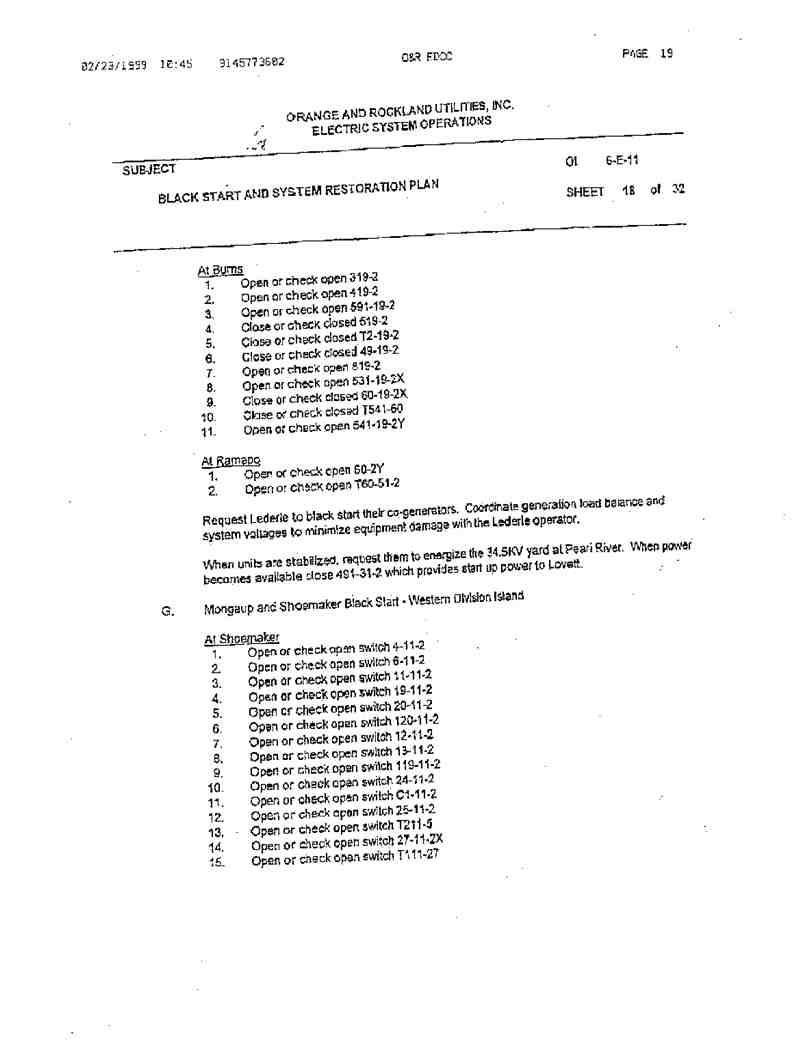 02/23/1999 10:45 9145773602 O&R EDOC PAGE 19
ORANGE AND ROCKLAND UTILITIES, INC.
ELECTRIC SYSTEM OPERATIONS
SUBJECT OI 6-E-11
BLACK START AND SYSTEM RESTORATION PLAN SHEET 18 of 32
At Burns
1. Open or check open 319-2
2. Open or check open 419-2
3. Open or check open 591-19-2
4. Close or check closed 619-2
5. Close or check closed T2-19-2
6. Close or check closed 49-19-2
7. Open or check open 819-2
8. Open or check open 531-19-2X
9. Close or check closed 60-19-2X
10. Close or check closed T541-60
11. Open or check open 541-19-2Y
At Ramapo
1. Open or check open 60-2Y
2. Open or check open T60-51-2
Request Lederle to black start their co-generators. Coordinate generation load balance and
system voltages to minimize equipment damage with the Lederle operator.
When units are stabilized, request them to energize the 34.5KV yard at Pearl River. When power
becomes available close 491-31-2 which provides start up power to Lovett.
G. Mongaup and Shoemaker Black Start - Western Division Island
At Shoemaker
1. Open or check open switch 4-11-2
2. Open or check open switch 6-11-2
3. Open or check open switch 11-11-2
4. Open or check open switch 19-11-2
5. Open or check open switch 20-11-2
6. Open or check open switch 120-11-2
7. Open or check open switch 12-11-2
8. Open or check open switch 13-11-2
9. Open or check open switch 119-11-2
10. Open or check open switch 24-11-2
11. Open or check open switch C1-11-2
12. Open or check open switch 25-11-2
13. Open or check open switch T211-5
14. Open or check open switch 27-11-2X
15. Open or check open switch T111-27